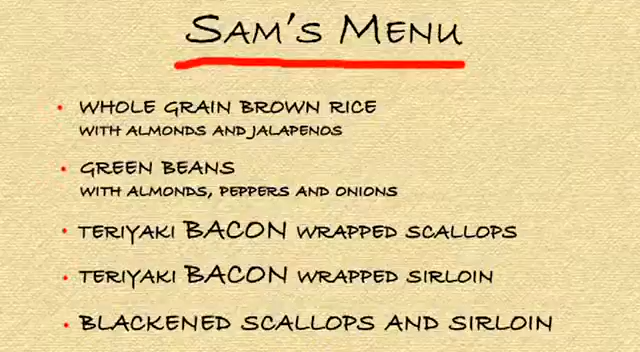 SAM'S MENU
• WHOLE GRAIN BROWN RICE
WITH ALMONDS AND JALAPENOS
• GREEN BEANS
WITH ALMONDS, PEPPERS AND ONIONS
• TERIYAKI BACON WRAPPED SCALLOPS
• TERIYAKI BACON WRAPPED SIRLOIN
• BLACKENED SCALLOPS AND SIRLOIN